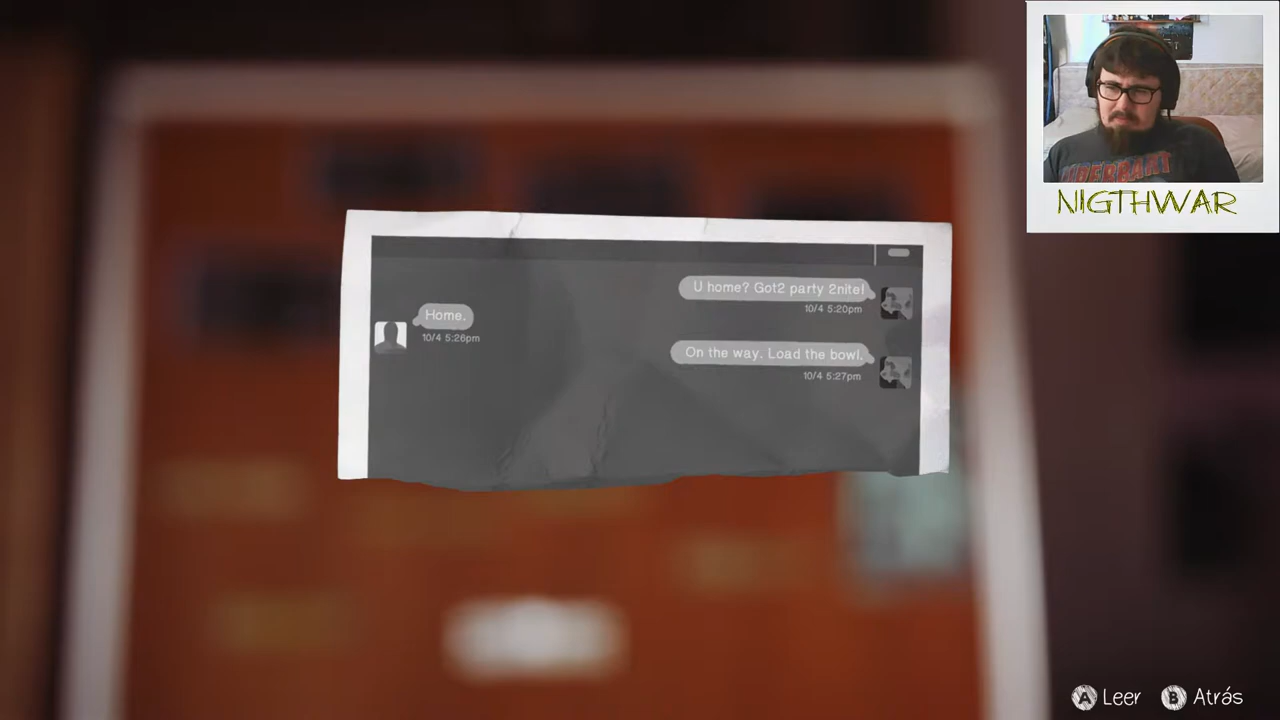 U home? Got2 party 2nite!
10/4 5:20pm
Home.
10/4 5:26pm
On the way. Load the bowl.
10/4 5:27pm
NIGTHWAR
A Leer B Atrás